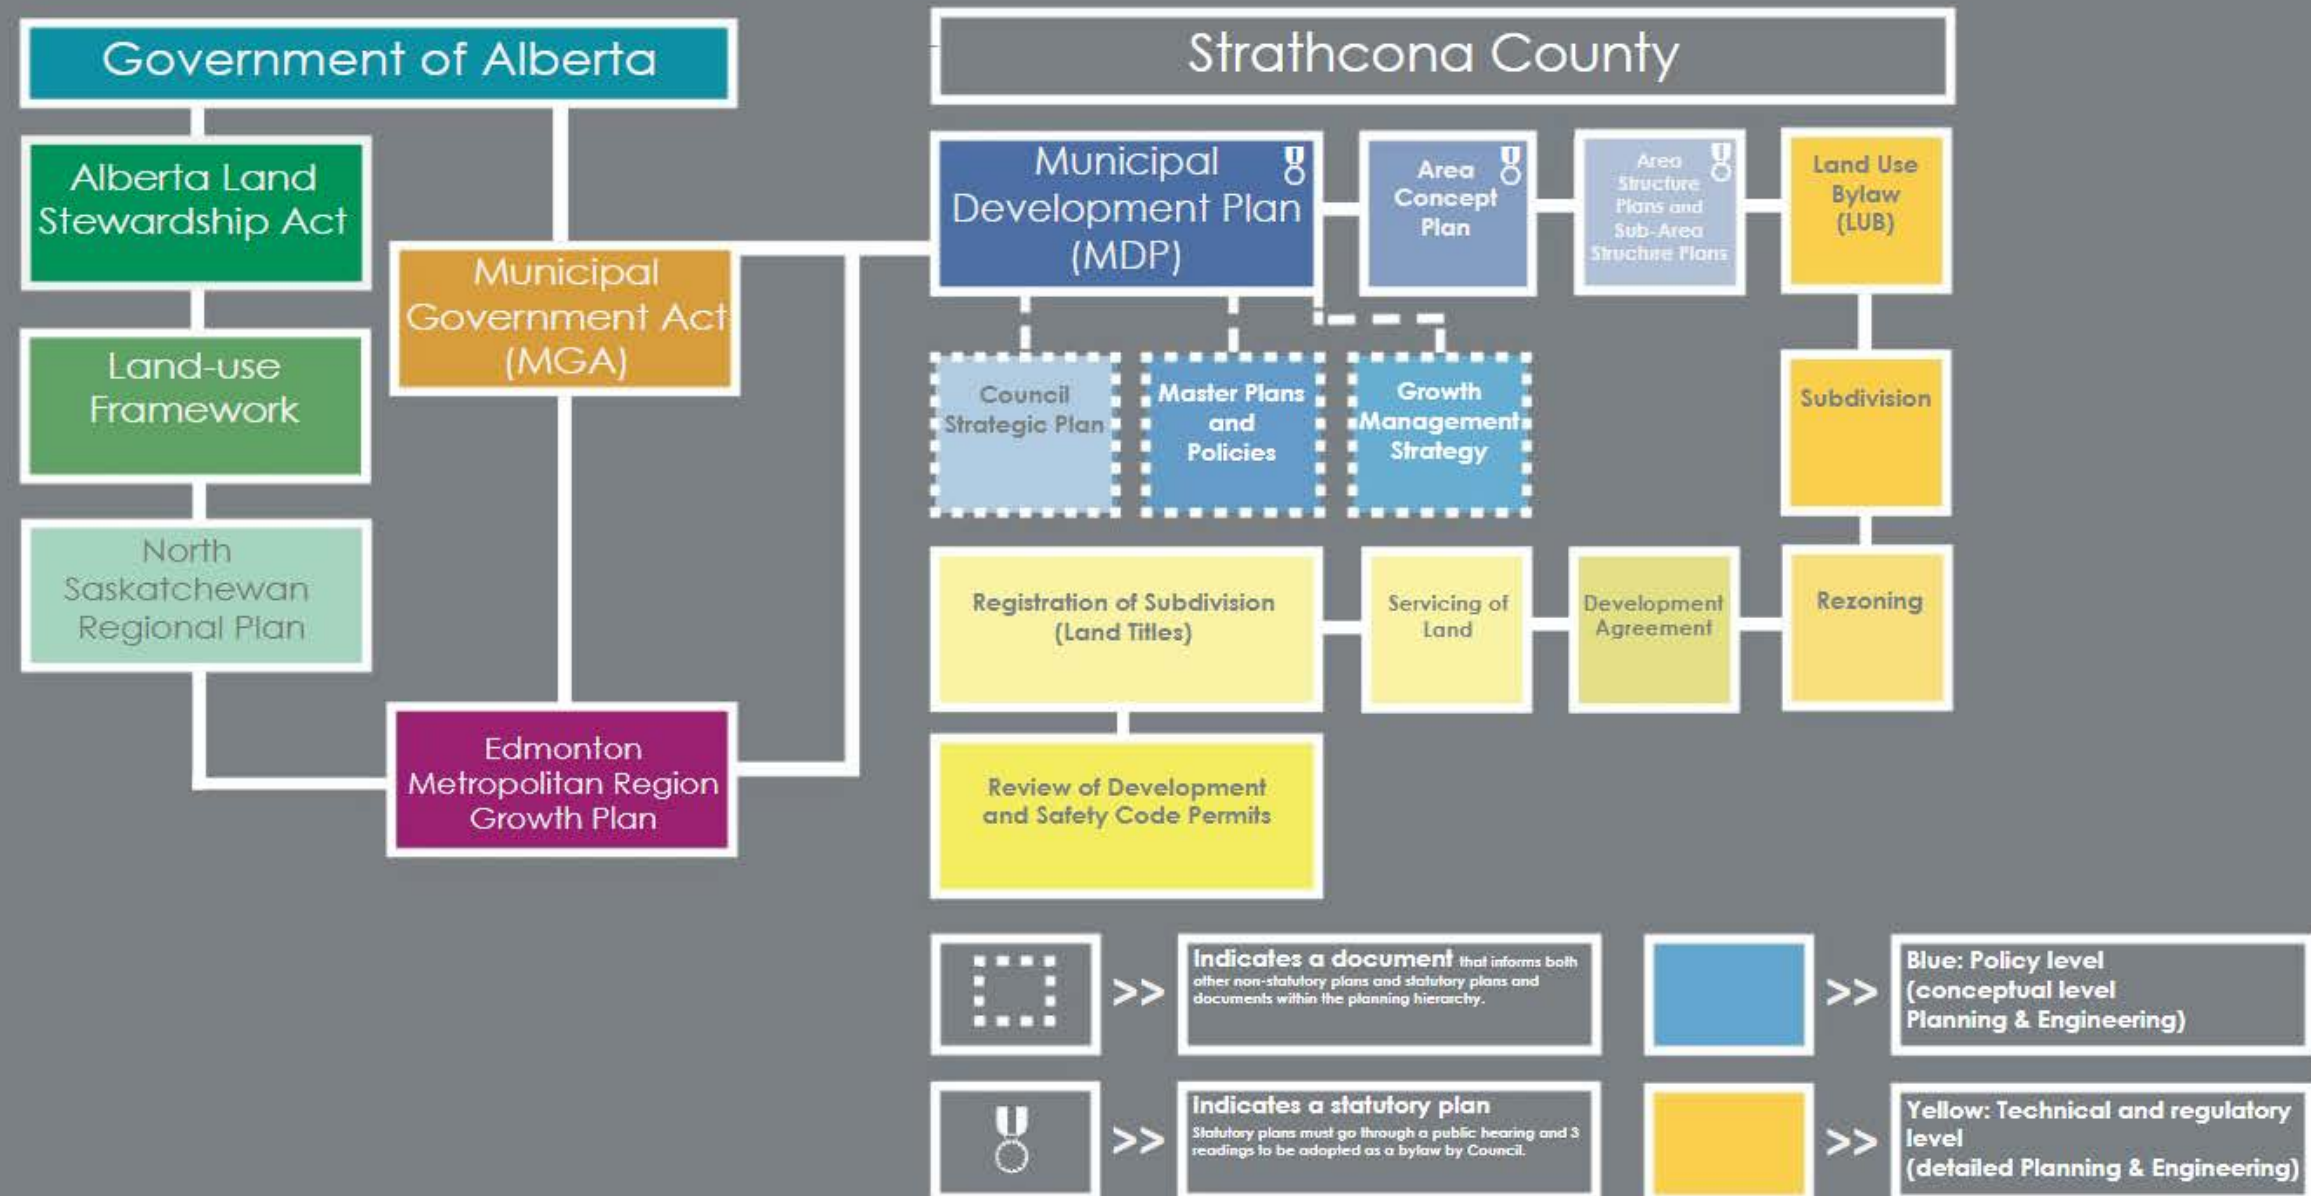 Government of Alberta
Strathcona County
Alberta Land
Stewardship Act
Municipal
Government Act
(MGA)
Land-use
Framework
North
Saskatchewan
Regional Plan
Edmonton
Metropolitan Region
Growth Plan
Municipal
Development Plan
(MDP)
Area
Concept
Plan
Area
Structure
Plans and
Sub-Area
Structure Plans
Land Use
Bylaw
(LUB)
Council
Strategic Plan
Master Plans
and
Policies
Growth
Management
Strategy
Subdivision
Registration of Subdivision
(Land Titles)
Servicing of
Land
Development
Agreement
Rezoning
Review of Development
and Safety Code Permits
>>
Indicates a document that informs both
other non-statutory plans and statutory plans and
documents within the planning hierarchy.
>>
Blue: Policy level
(conceptual level
Planning & Engineering)
>>
Indicates a statutory plan
Statutory plans must go through a public hearing and 3
readings to be adopted as a bylaw by Council.
>>
Yellow: Technical and regulatory
level
(detailed Planning & Engineering)